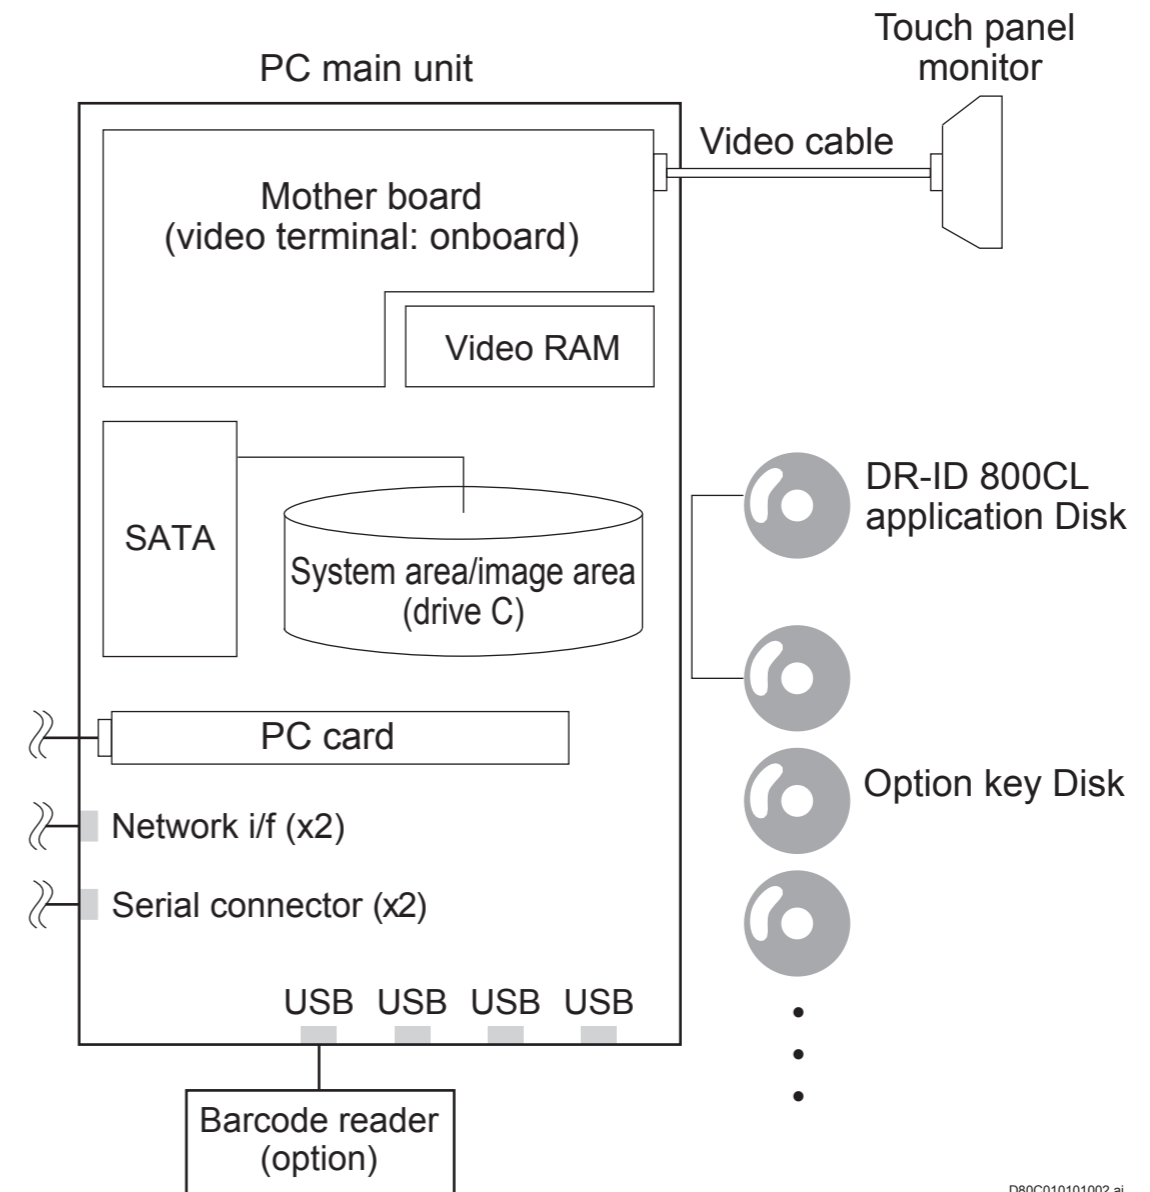 Touch panel
monitor
PC main unit
Video cable
Mother board
(video terminal: onboard)
Video RAM
DR-ID 800CL
application Disk
SATA
System area/image area
(drive C)
PC card
Option key Disk
Network i/f (x2)
Serial connector (x2)
USB USB USB USB
Barcode reader
(option)
D80C010101002.ai